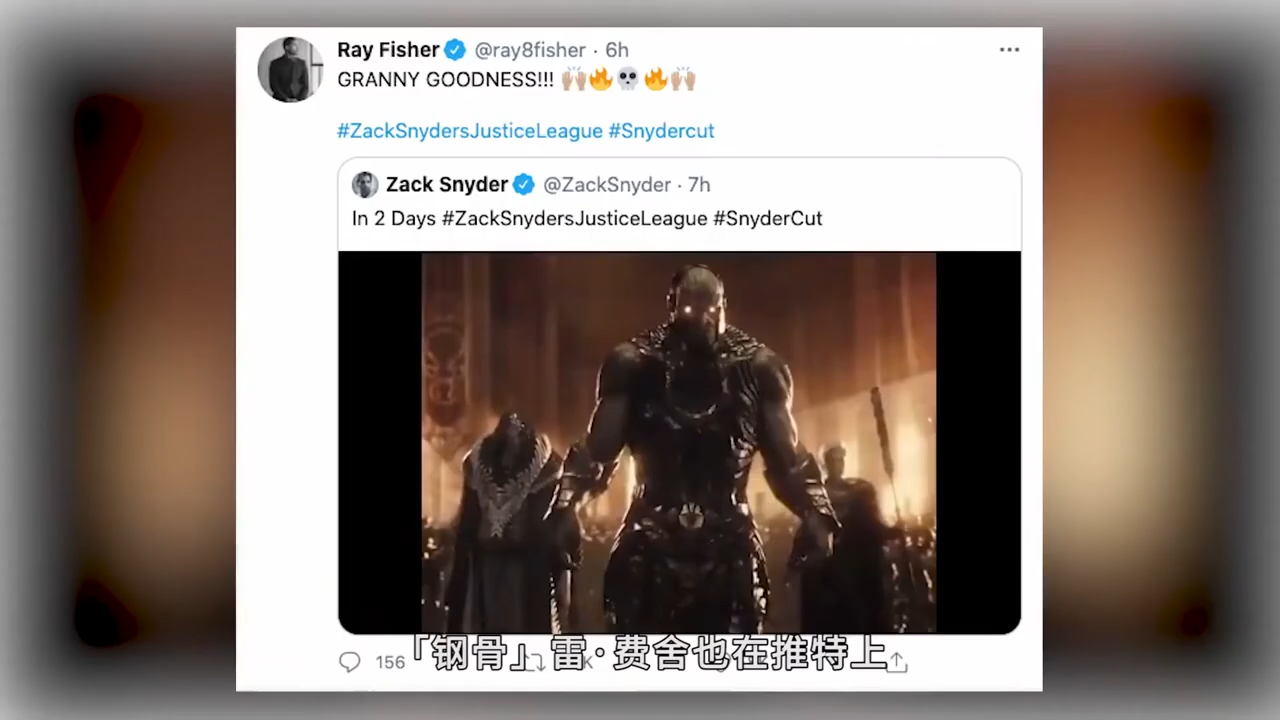 Ray Fisher @ray8fisher · 6h
GRANNY GOODNESS!!! 🙌🏽🔥💀🔥🙌🏽
#ZackSnydersJusticeLeague #Snydercut
Zack Snyder @ZackSnyder · 7h
In 2 Days #ZackSnydersJusticeLeague #SnyderCut
156
「钢骨」雷·费舍也在推特上